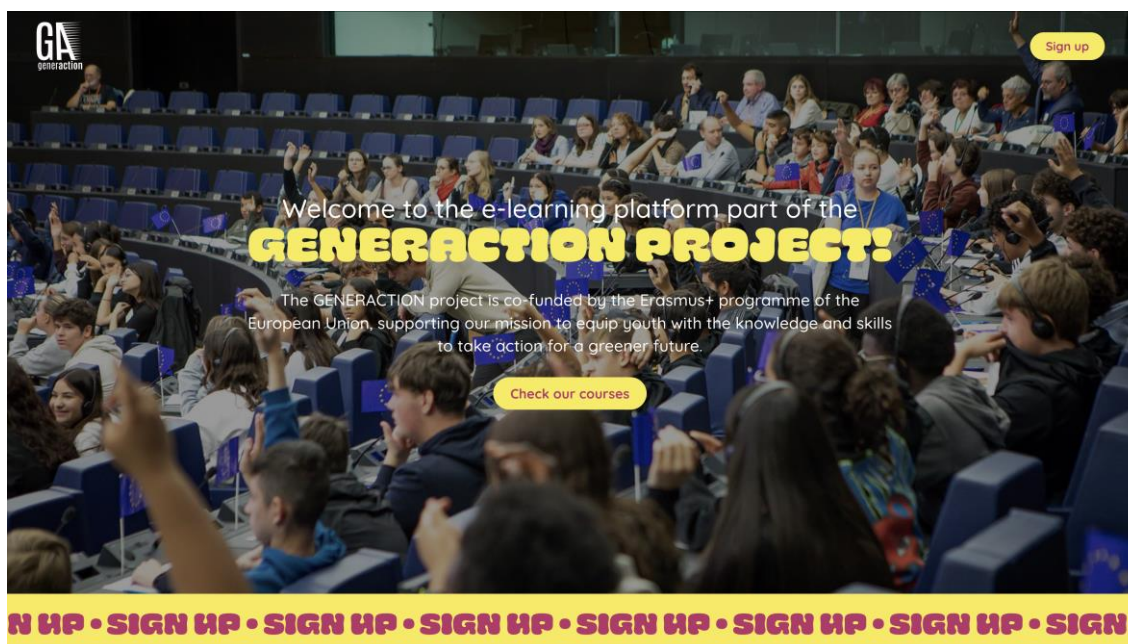 GA
generaction
Sign up
Welcome to the e-learning platform part of the
GENERACTION PROJECT!
The GENERACTION project is co-funded by the Erasmus+ programme of the
European Union, supporting our mission to equip youth with the knowledge and skills
to take action for a greener future.
Check our courses
N UP • SIGN UP • SIGN UP • SIGN UP • SIGN UP • SIGN UP • SIGN UP • SIGN